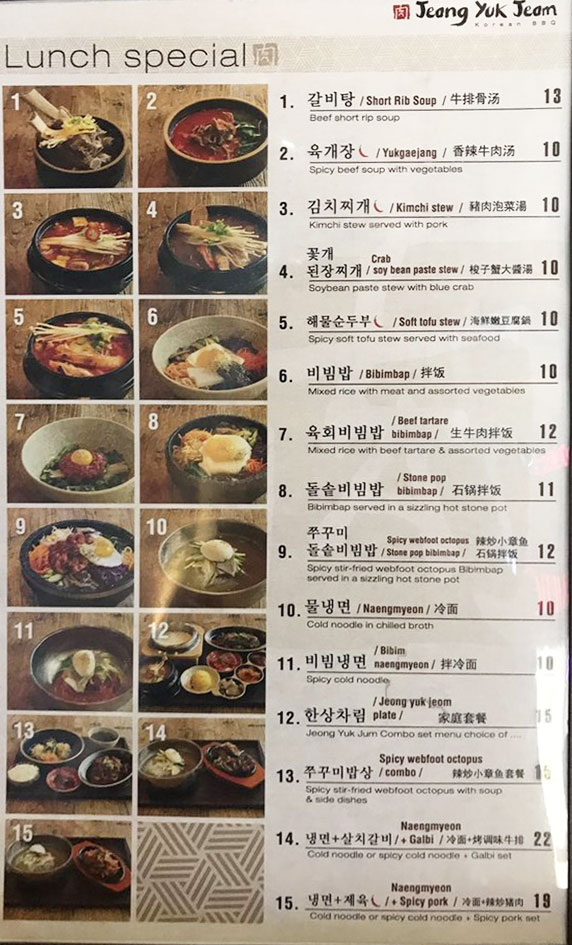 肉 Jeong Yuk Jeom
Korean BBQ
Lunch special 肉
1
2
3
4
5
6
7
8
9
10
11
12
13
14
15
1. 갈비탕 / Short Rib Soup / 牛排骨汤 13
Beef short rip soup
2. 육개장 / Yukgaejang / 香辣牛肉汤 10
Spicy beef soup with vegetables
3. 김치찌개 / Kimchi stew / 豬肉泡菜湯 10
Kimchi stew served with pork
꽃개 Crab
4. 된장찌개 / soy bean paste stew / 梭子蟹大醬湯 10
Soybean paste stew with blue crab
5. 해물순두부 / Soft tofu stew / 海鮮嫩豆腐鍋 10
Spicy soft tofu stew served with seafood
6. 비빔밥 / Bibimbap / 拌饭 10
Mixed rice with meat and assorted vegetables
/ Beef tartare
7. 육회비빔밥 bibimbap / 生牛肉拌饭 12
Mixed rice with beef tartare & assorted vegetables
/ Stone pop
8. 돌솥비빔밥 bibimbap / 石锅拌饭 11
Bibimbap served in a sizzling hot stone pot
쭈꾸미 Spicy webfoot octopus 辣炒小章鱼
9. 돌솥비빔밥 / Stone pop bibimbap / 石锅拌饭 12
Spicy stir-fried webfoot octopus Bibimbap
served in a sizzling hot stone pot
10. 물냉면 / Naengmyeon / 冷面 10
Cold noodle in chilled broth
/ Bibim
11. 비빔냉면 naengmyeon / 拌冷面 10
Spicy cold noodle
/ Jeong yuk jeom
12. 한상차림 plate / 家庭套餐 15
Jeong Yuk Jum Combo set menu choice of ....
Spicy webfoot octopus
13. 쭈꾸미밥상 / combo / 辣炒小章鱼套餐 15
Spicy stir-fried webfoot octopus with soup
& side dishes
Naengmyeon
14. 냉면+살치갈비 / + Galbi / 冷面+烤调味牛排 22
Cold noodle or spicy cold noodle + Galbi set
Naengmyeon
15. 냉면+제육 / + Spicy pork / 冷面+辣炒猪肉 19
Cold noodle or spicy cold noodle + Spicy pork set